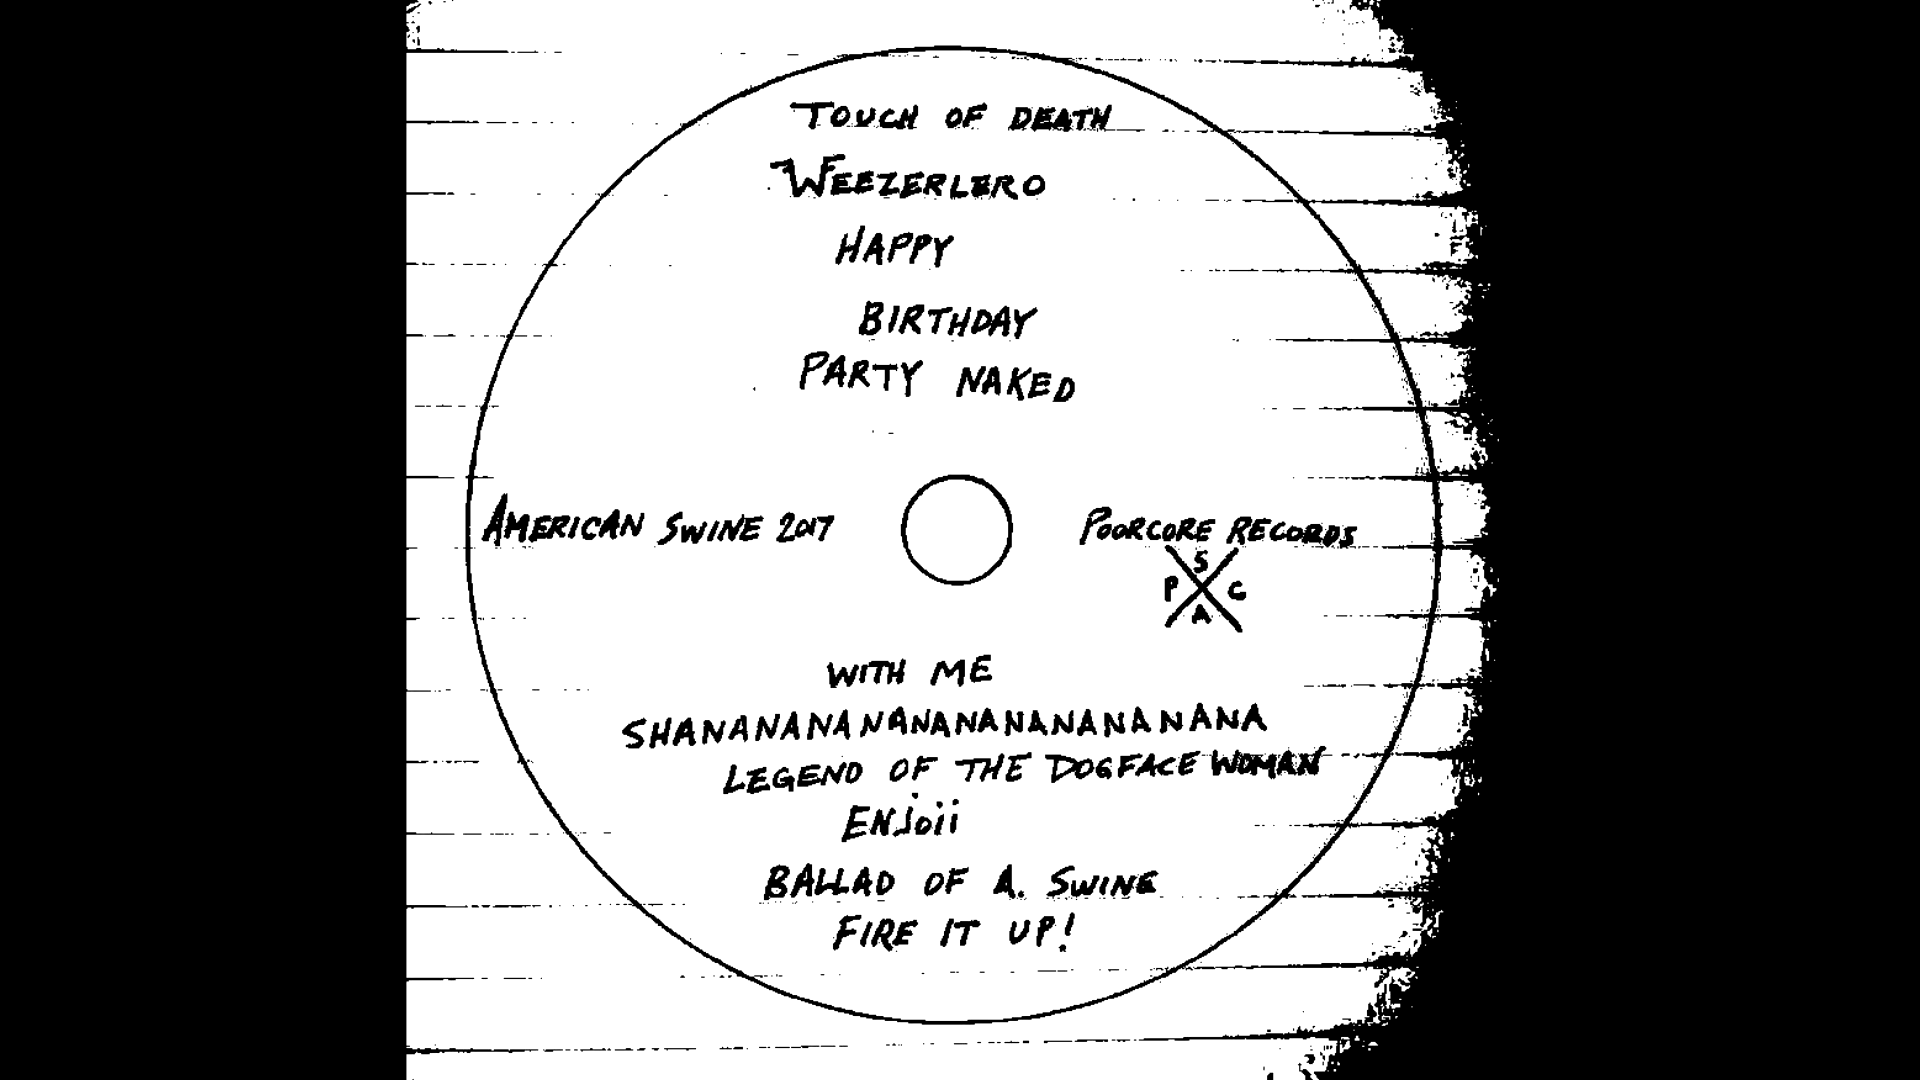 TOUCH OF DEATH
WEEZERLERO
HAPPY
BIRTHDAY
PARTY NAKED
AMERICAN SWINE 2017
POORCORE RECORDS
S
P C
A
WITH ME
SHANANANANANANANANANANANA
LEGEND OF THE DOGFACE WOMAN
ENJOii
BALLAD OF A. SWINE
FIRE IT UP!